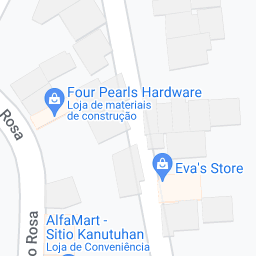 Four Pearls Hardware
Loja de materiais
de construção
Rosa
Eva's Store
AlfaMart -
Sitio Kanutuhan
Loja de Conveniência
o Rosa